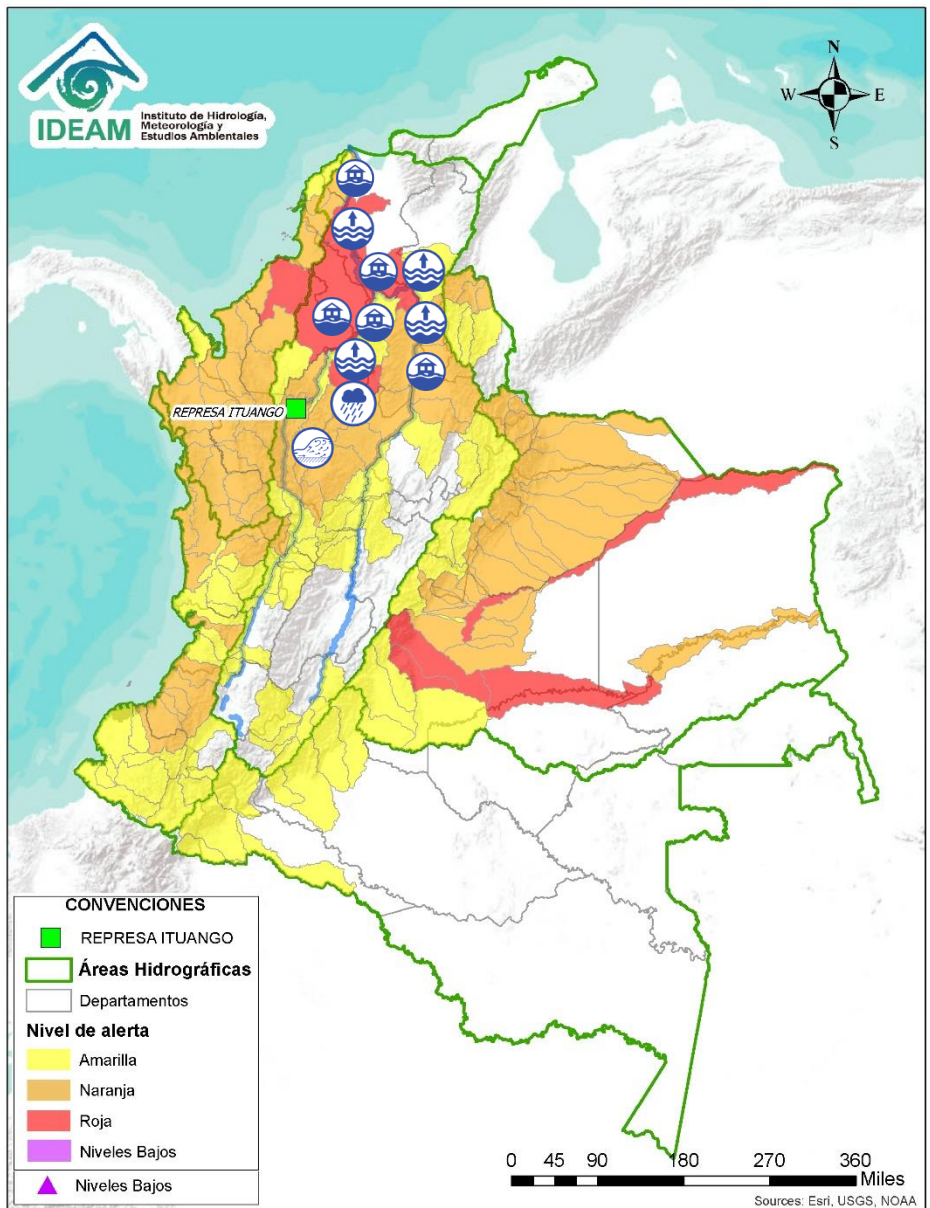 IDEAM
Instituto de Hidrología,
Meteorología y
Estudios Ambientales
N
W E
S
REPRESA ITUANGO
CONVENCIONES
REPRESA ITUANGO
Áreas Hidrográficas
Departamentos
Nivel de alerta
Amarilla
Naranja
Roja
Niveles Bajos
Niveles Bajos
0 45 90 180 270 360
Miles
Sources: Esri, USGS, NOAA